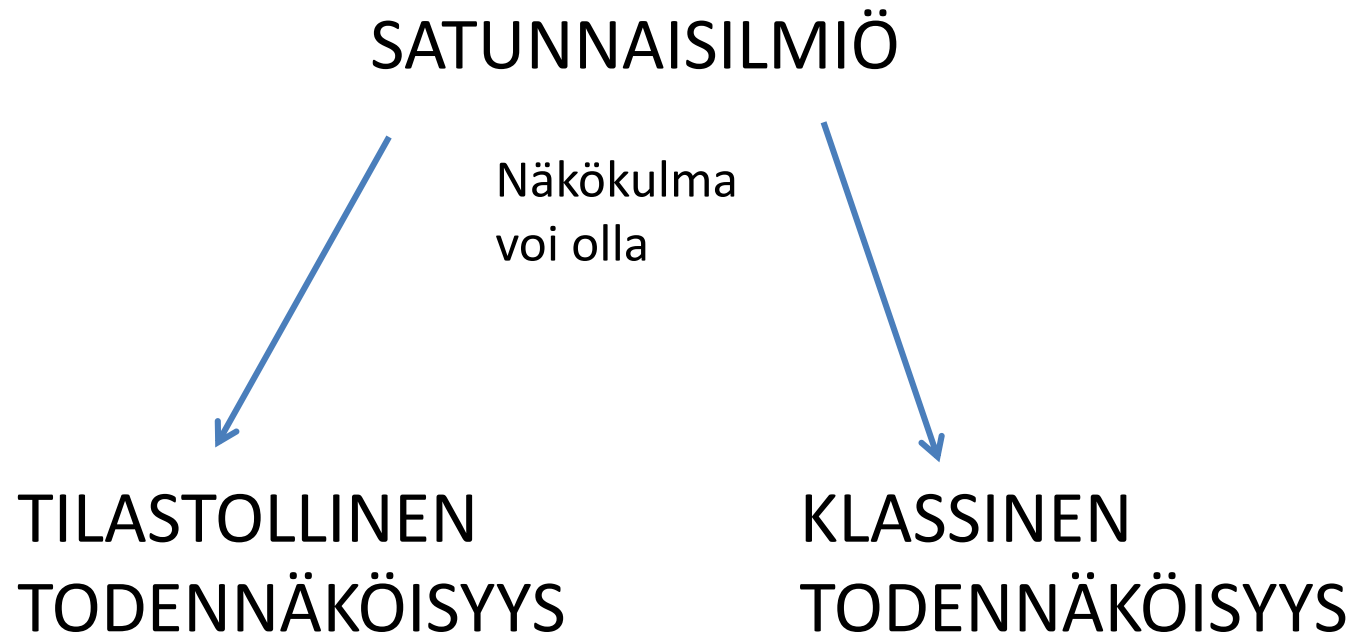 SATUNNAISILMIÖ
Näkökulma
voi olla
TILASTOLLINEN
TODENNÄKÖISYYS
KLASSINEN
TODENNÄKÖISYYS